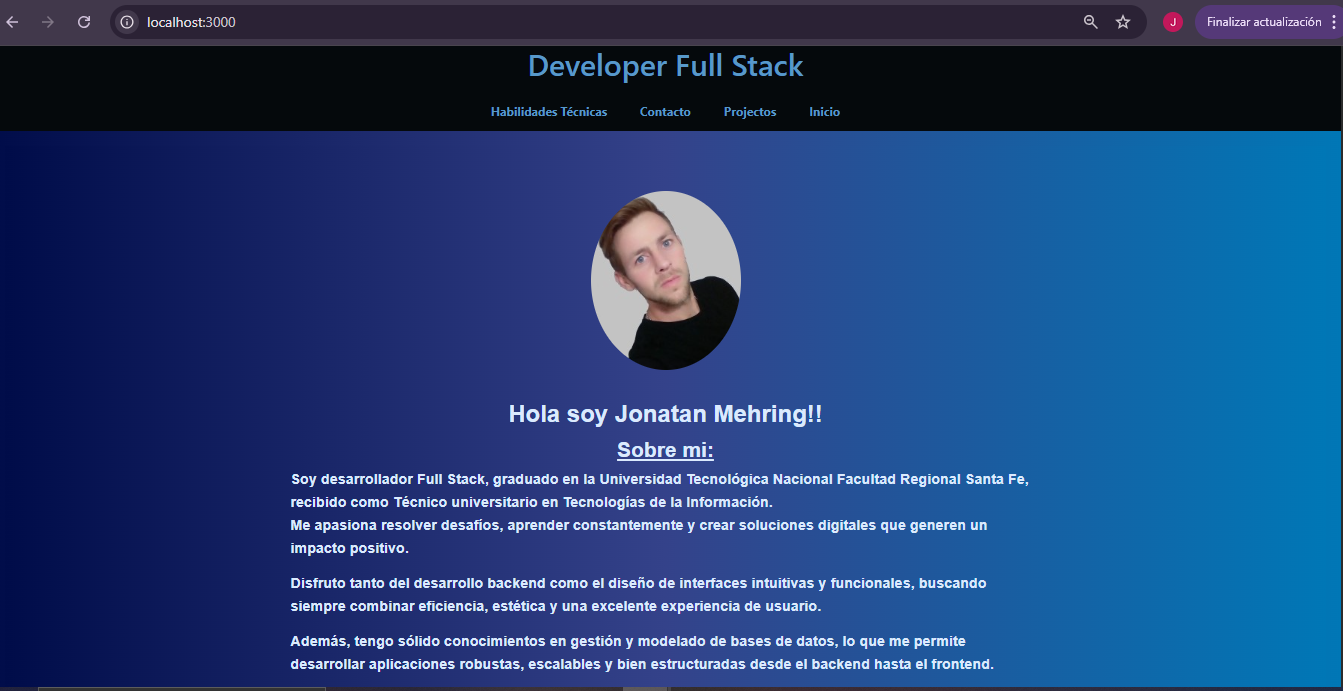 localhost:3000
J
Finalizar actualización
Developer Full Stack
Habilidades Técnicas Contacto Projectos Inicio
Hola soy Jonatan Mehring!!
Sobre mi:
Soy desarrollador Full Stack, graduado en la Universidad Tecnológica Nacional Facultad Regional Santa Fe,
recibido como Técnico universitario en Tecnologías de la Información.
Me apasiona resolver desafíos, aprender constantemente y crear soluciones digitales que generen un
impacto positivo.
Disfruto tanto del desarrollo backend como el diseño de interfaces intuitivas y funcionales, buscando
siempre combinar eficiencia, estética y una excelente experiencia de usuario.
Además, tengo sólido conocimientos en gestión y modelado de bases de datos, lo que me permite
desarrollar aplicaciones robustas, escalables y bien estructuradas desde el backend hasta el frontend.